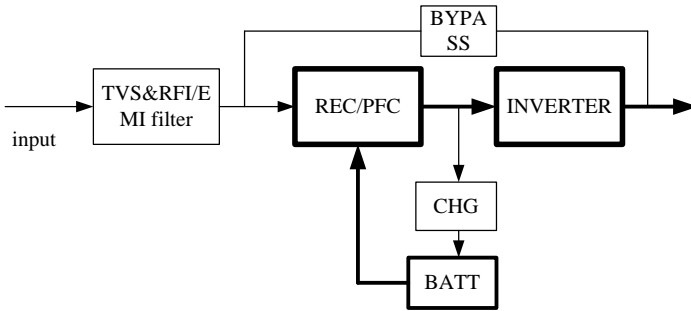 BYPA
SS
TVS&RFI/E
MI filter
REC/PFC
INVERTER
input
CHG
BATT